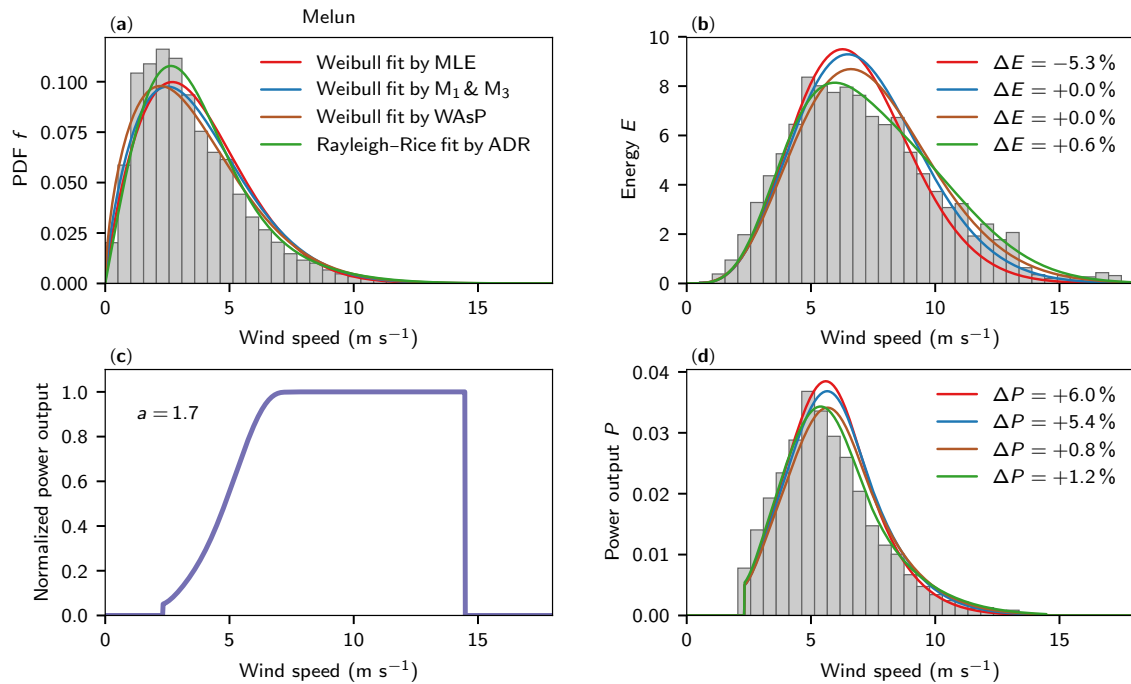 Melun
(a)
PDF f
0.100
0.075
0.050
0.025
0.000
Weibull fit by MLE
Weibull fit by M₁ & M₃
Weibull fit by WAsP
Rayleigh–Rice fit by ADR
0 5 10 15
Wind speed (m s⁻¹)
(b)
Energy E
10
8
6
4
2
0
ΔE = −5.3 %
ΔE = +0.0 %
ΔE = +0.0 %
ΔE = +0.6 %
0 5 10 15
Wind speed (m s⁻¹)
(c)
Normalized power output
1.0
0.8
0.6
0.4
0.2
0.0
a = 1.7
0 5 10 15
Wind speed (m s⁻¹)
(d)
Power output P
0.04
0.03
0.02
0.01
0.00
ΔP = +6.0 %
ΔP = +5.4 %
ΔP = +0.8 %
ΔP = +1.2 %
0 5 10 15
Wind speed (m s⁻¹)